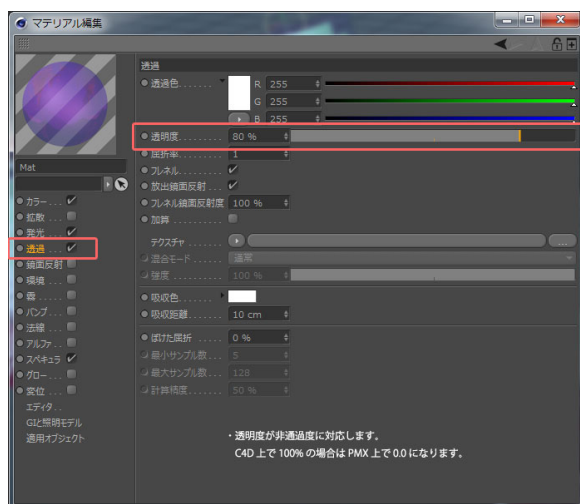 マテリアル編集
透過
透過色........ R 255
G 255
B 255
透明度......... 80 %
屈折率......... 1
フレネル.......
放出鏡面反射...
フレネル鏡面反射度 100 %
加算 .........
テクスチャ ....... ...
混合モード....... 通常
強度 ......... 100 %
吸収色.......
吸収距離....... 10 cm
ぼけた屈折 ... 0 %
最小サンプル数... 5
最大サンプル数... 128
計算精度....... 50 %
Mat
カラー...
拡散 ...
発光 ...
透過 ...
鏡面反射
環境 ...
霧 .....
バンプ...
法線 ...
アルファ..
スペキュラ
グロー...
変位 ...
エディタ..
GIと照明モデル
適用オブジェクト
・透明度が非通過度に対応します。
C4D 上で 100% の場合は PMX 上で 0.0 になります。